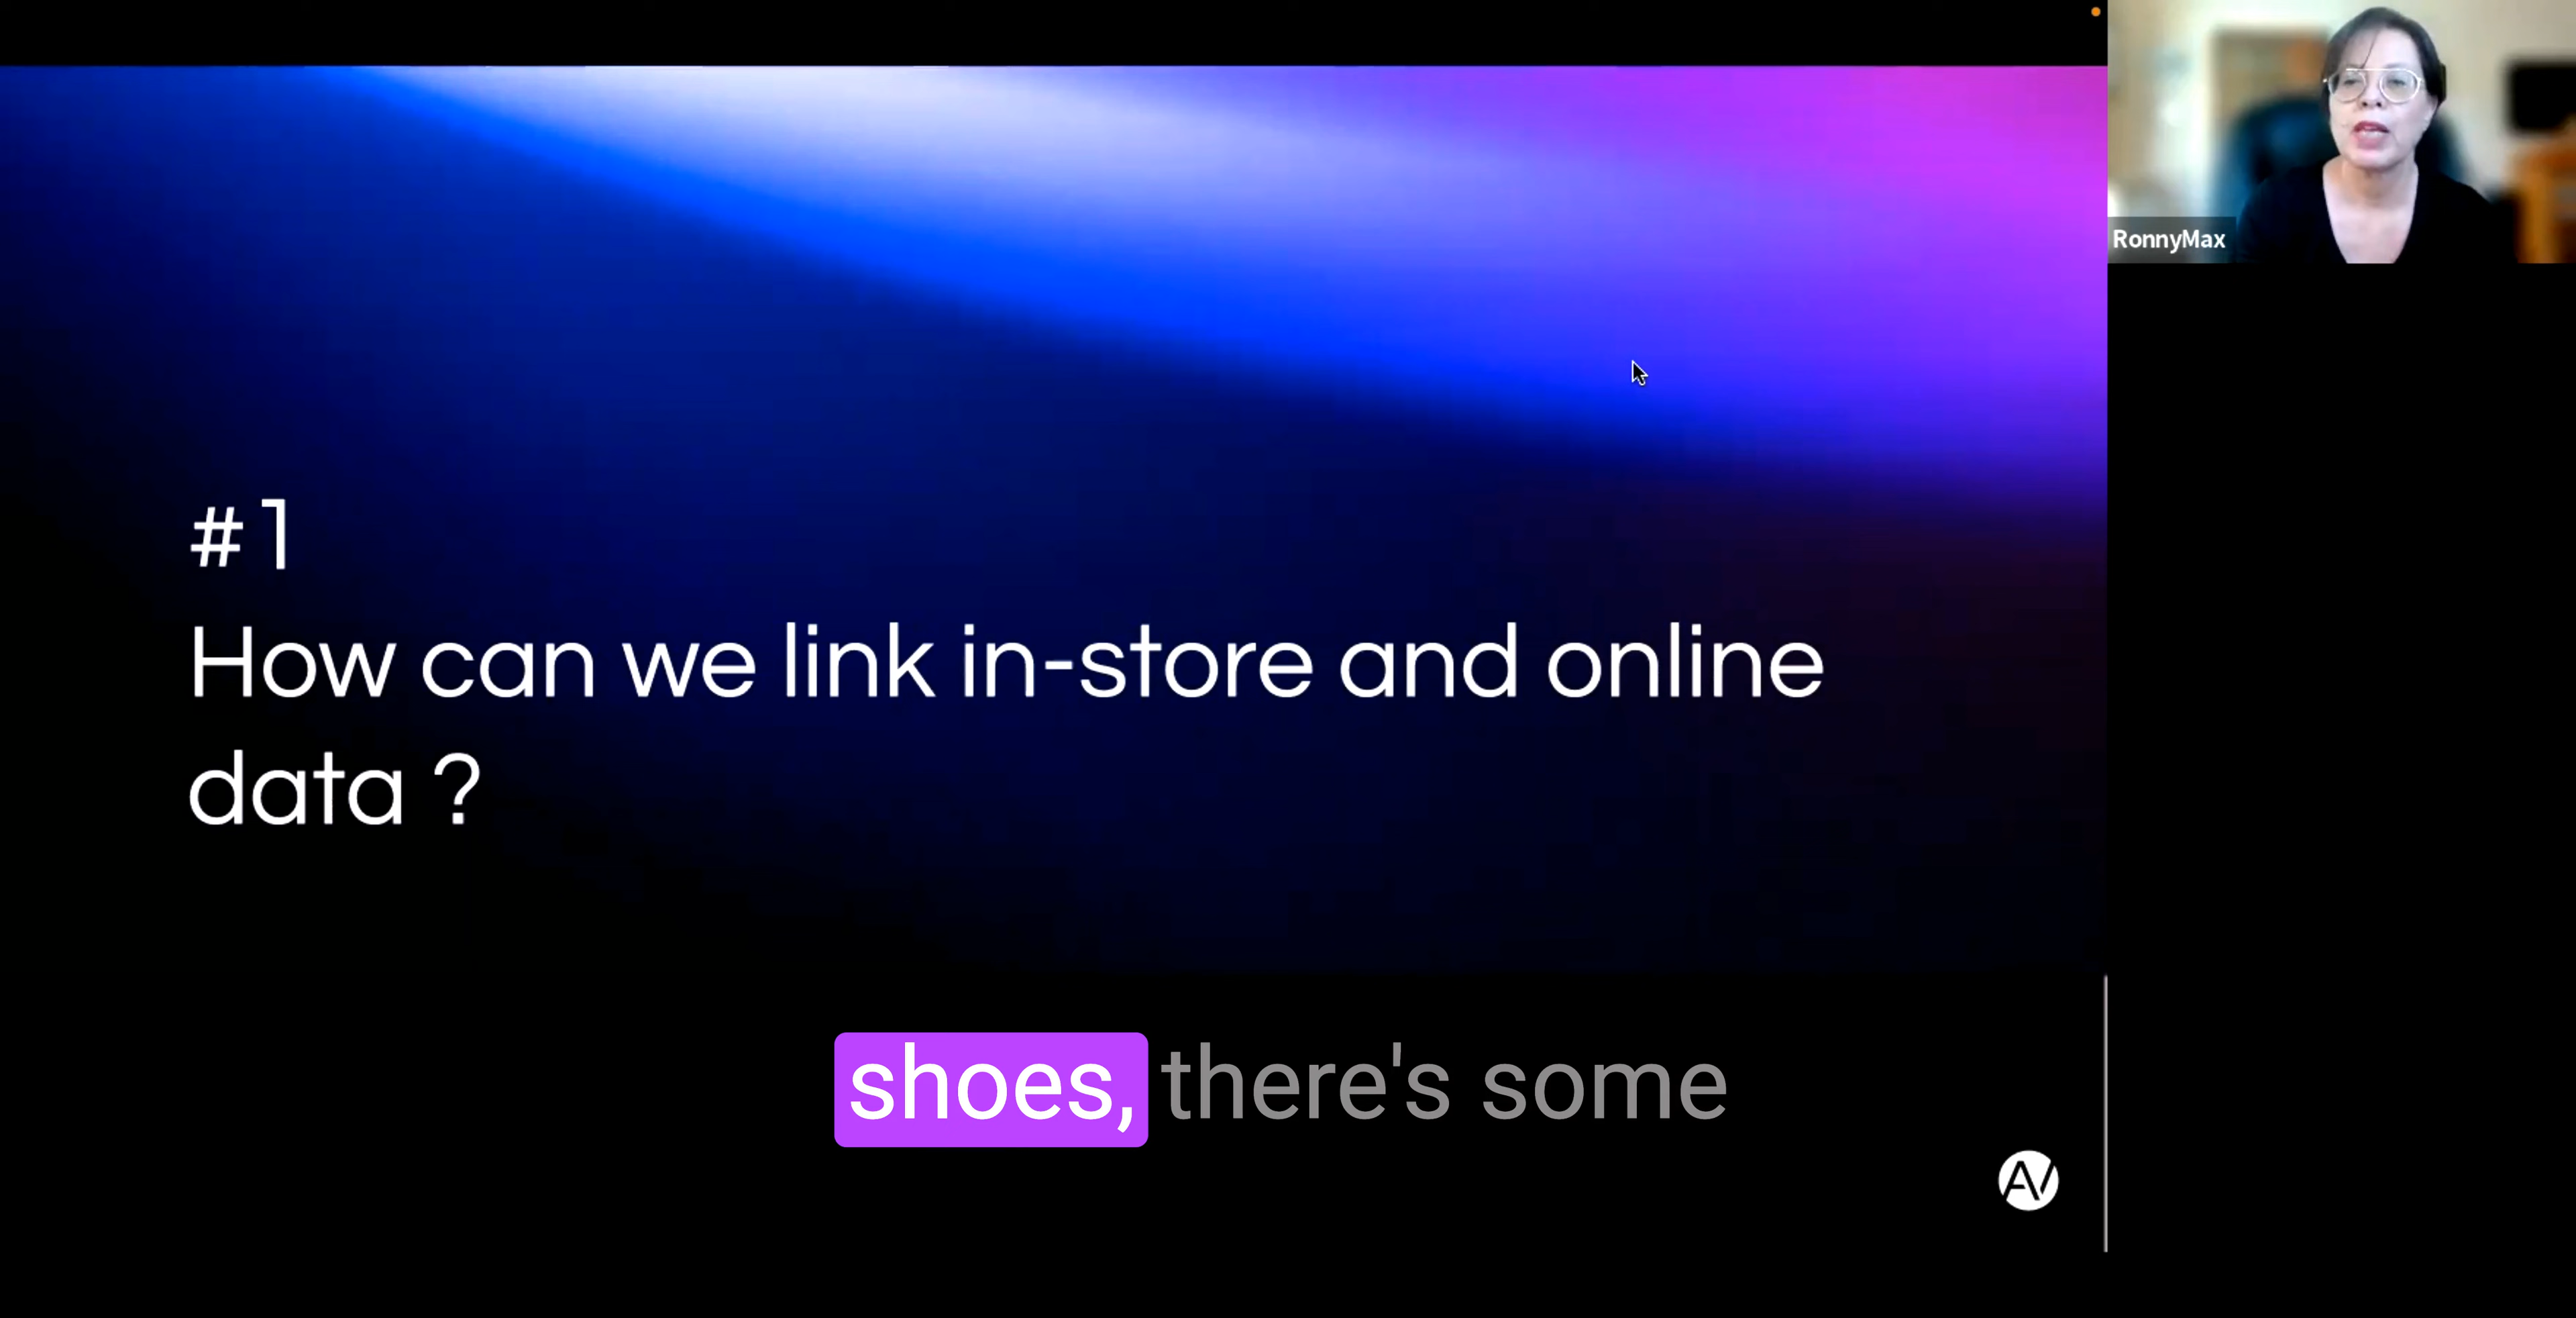 RonnyMax
#1
How can we link in-store and online
data ?
shoes, there's some
AV